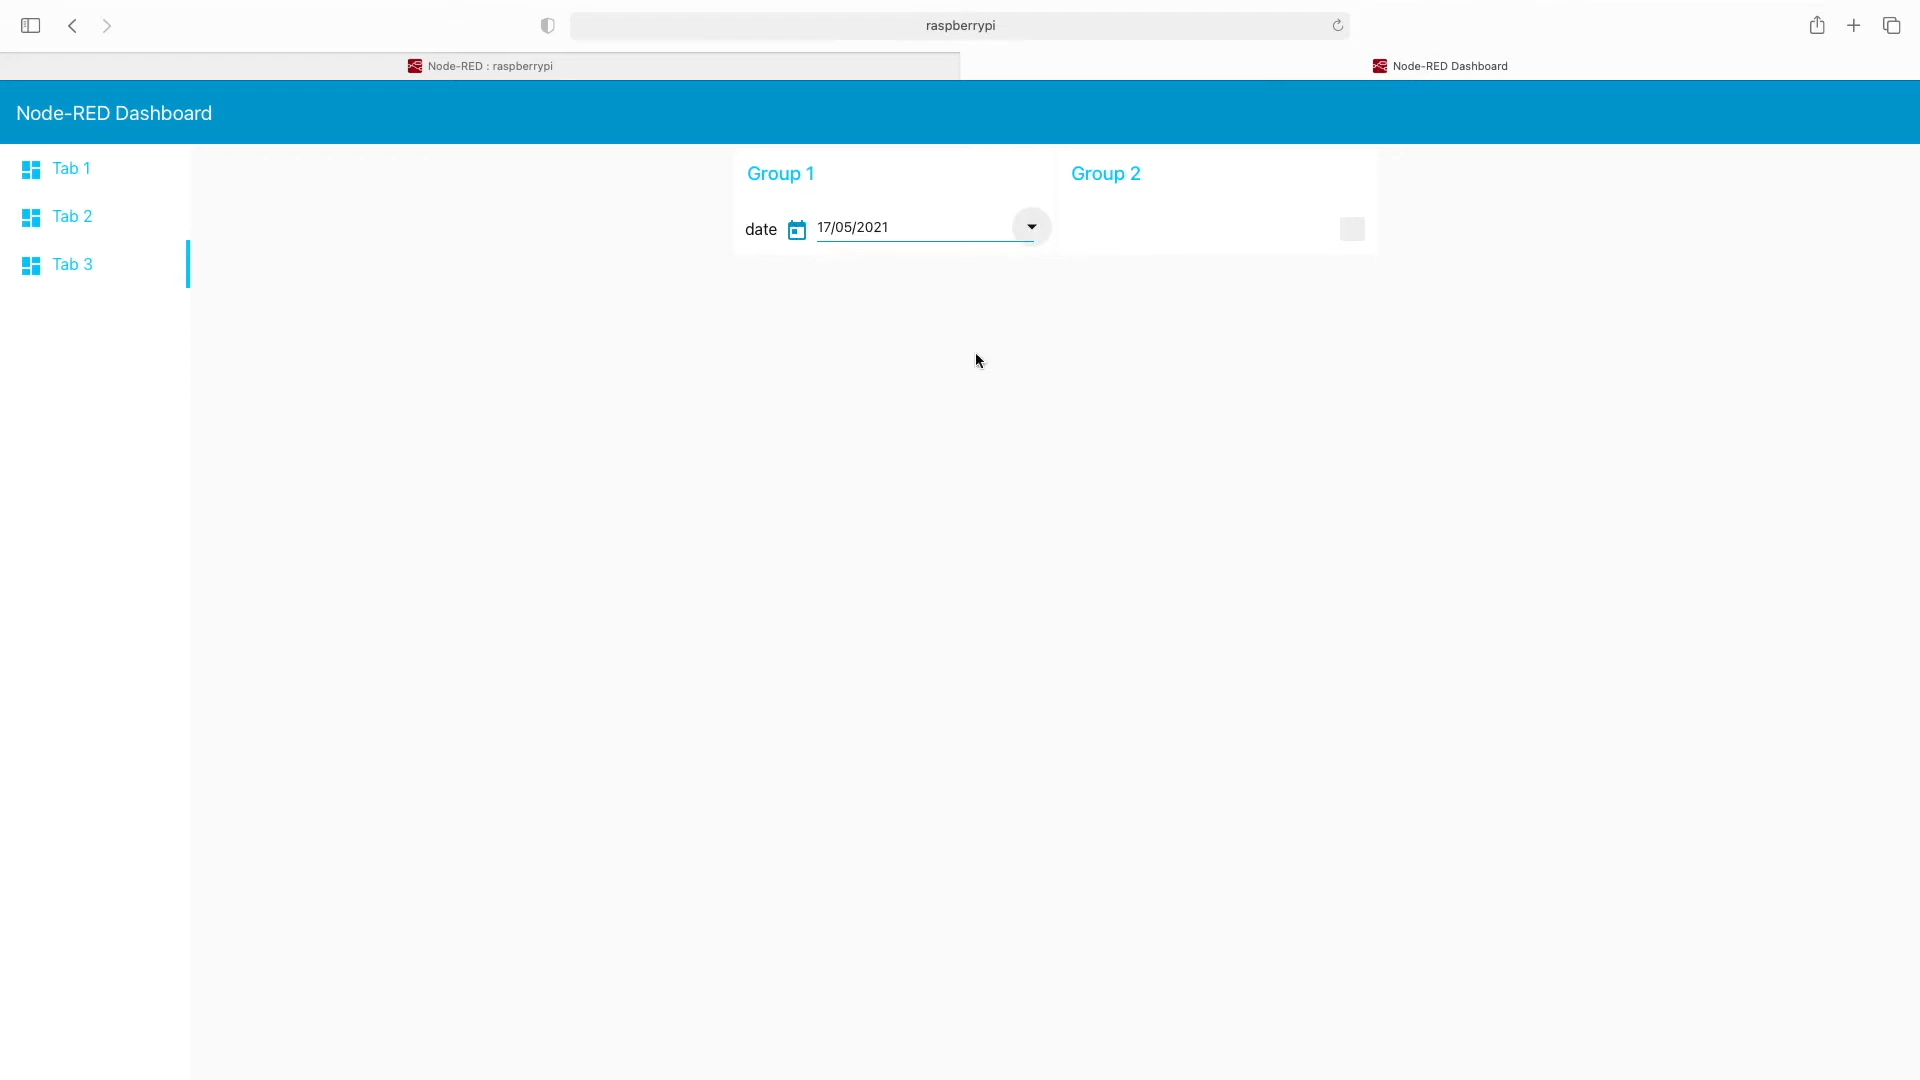 raspberrypi
Node-RED : raspberrypi
Node-RED Dashboard
Node-RED Dashboard
Tab 1
Tab 2
Tab 3
Group 1
date 17/05/2021
Group 2